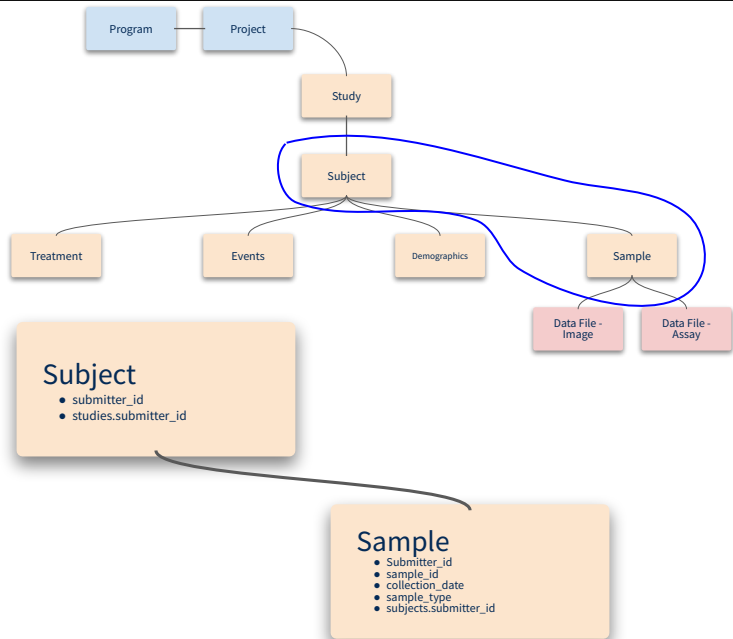 Program
Project
Study
Subject
Treatment
Events
Demographics
Sample
Data File -
Image
Data File -
Assay
Subject
● submitter_id
● studies.submitter_id
Sample
● Submitter_id
● sample_id
● collection_date
● sample_type
● subjects.submitter_id